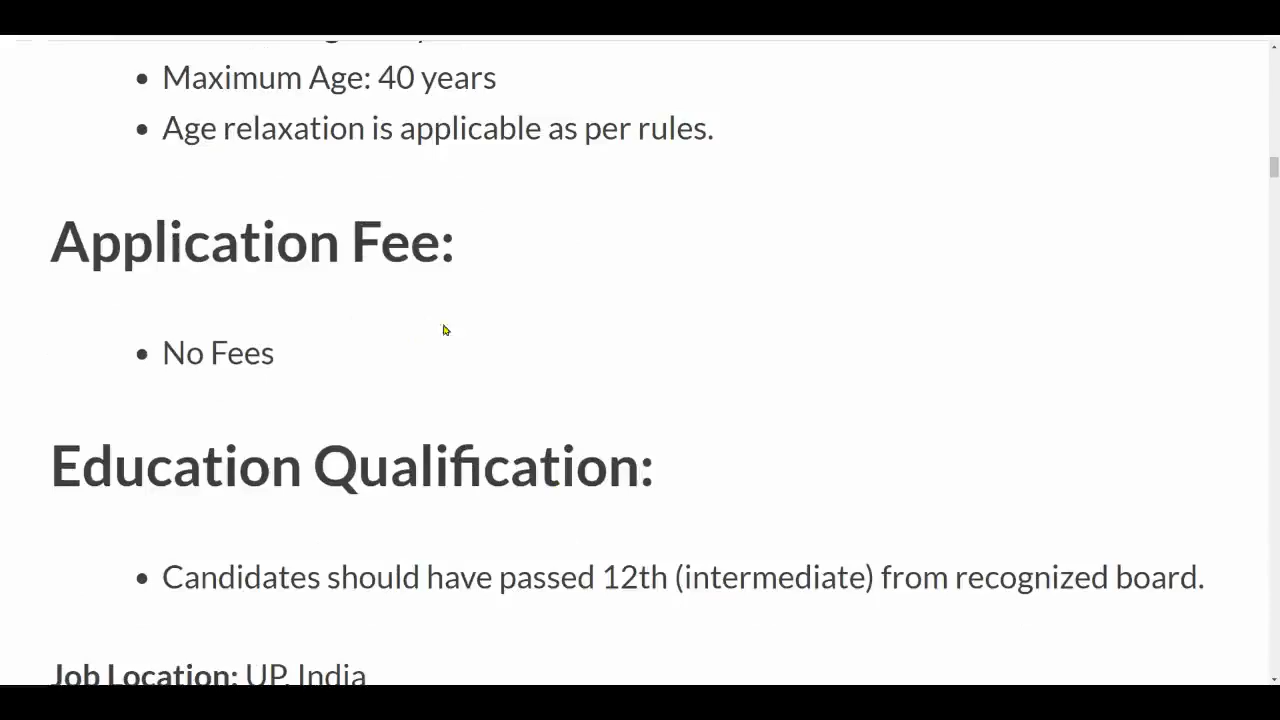 Maximum Age: 40 years
Age relaxation is applicable as per rules.
Application Fee:
No Fees
Education Qualification:
Candidates should have passed 12th (intermediate) from recognized board.
Job Location: UP, India